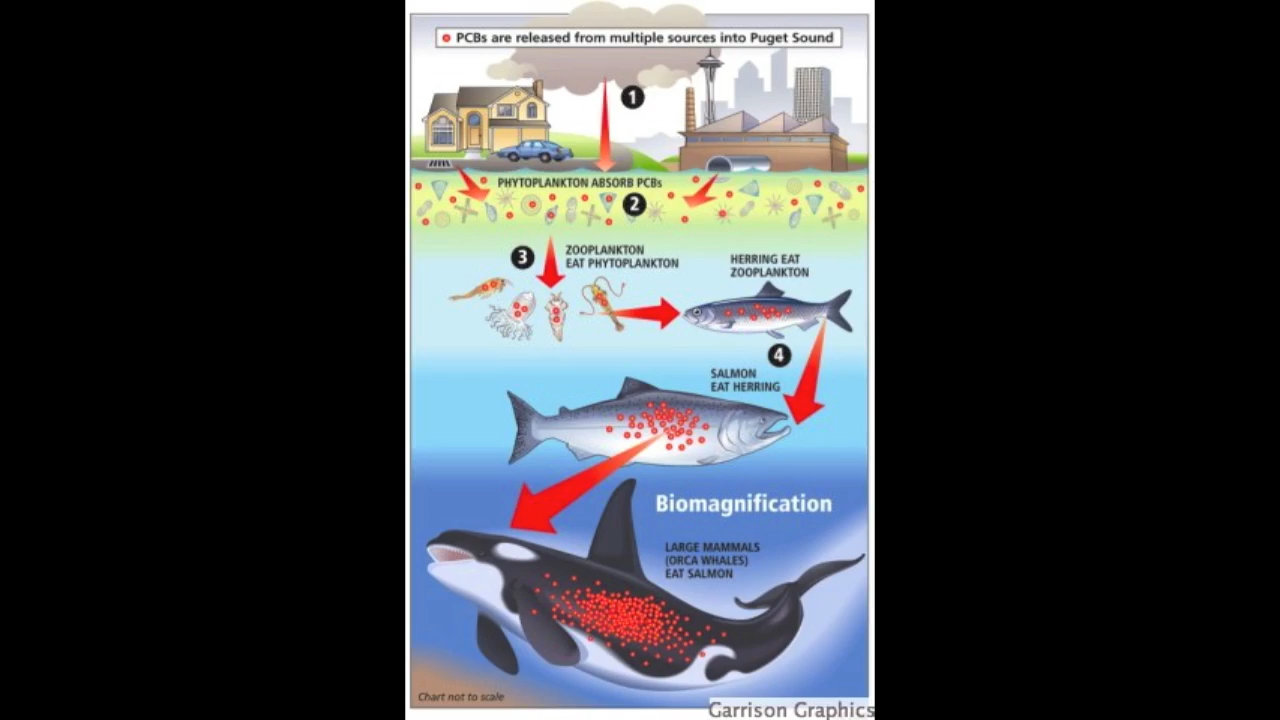 PCBs are released from multiple sources into Puget Sound
1
PHYTOPLANKTON ABSORB PCBs
2
3
ZOOPLANKTON
EAT PHYTOPLANKTON
HERRING EAT
ZOOPLANKTON
4
SALMON
EAT HERRING
Biomagnification
LARGE MAMMALS
(ORCA WHALES)
EAT SALMON
Chart not to scale
Garrison Graphics